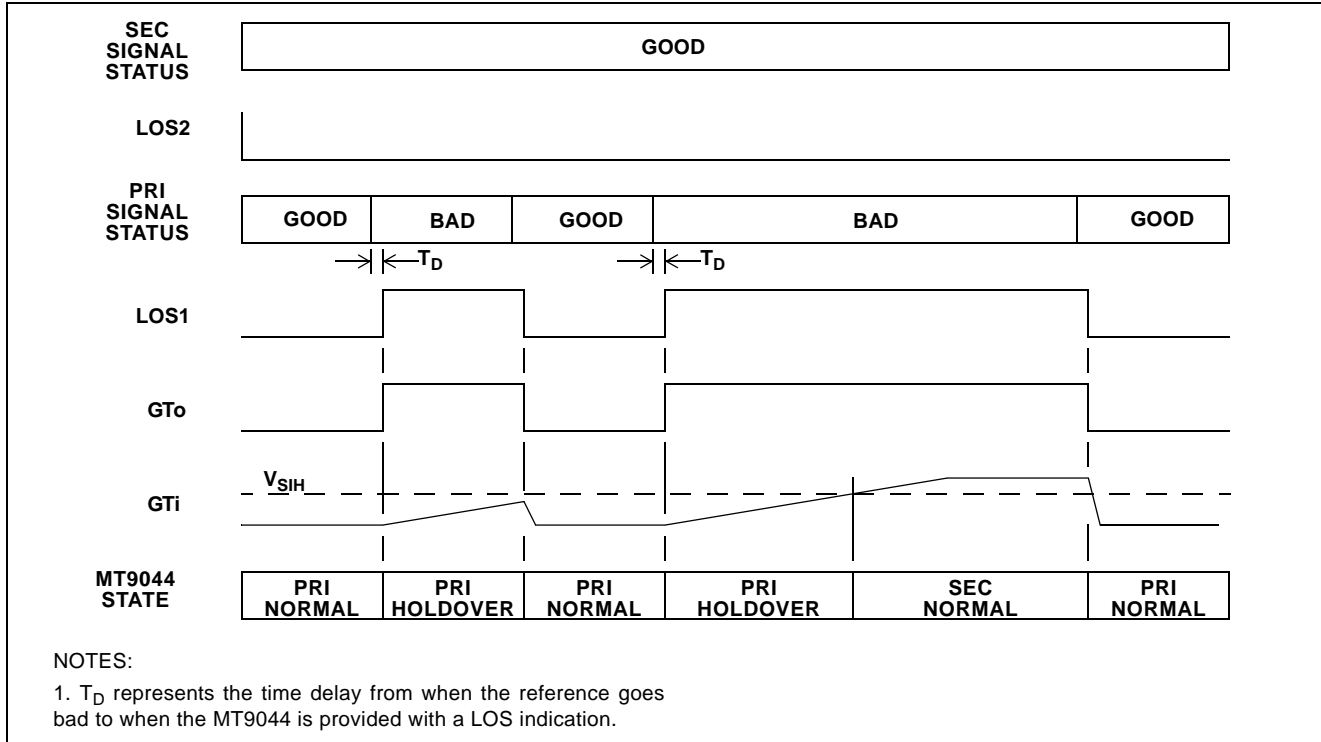 SEC
SIGNAL
STATUS
GOOD
LOS2
PRI
SIGNAL
STATUS
GOOD
BAD
GOOD
BAD
GOOD
TD
TD
LOS1
GTo
VSIH
GTi
MT9044
STATE
PRI
NORMAL
PRI
HOLDOVER
PRI
NORMAL
PRI
HOLDOVER
SEC
NORMAL
PRI
NORMAL
NOTES:
1. TD represents the time delay from when the reference goes
bad to when the MT9044 is provided with a LOS indication.